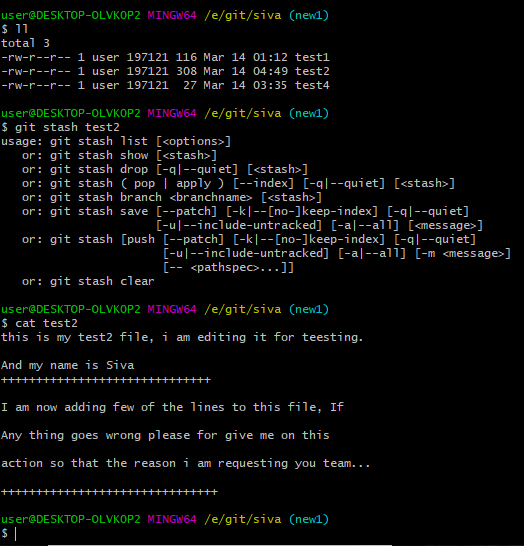 user@DESKTOP-OLVKOP2 MINGW64 /e/git/siva (new1)
$ ll
total 3
-rw-r--r-- 1 user 197121 116 Mar 14 01:12 test1
-rw-r--r-- 1 user 197121 308 Mar 14 04:49 test2
-rw-r--r-- 1 user 197121  27 Mar 14 03:35 test4
user@DESKTOP-OLVKOP2 MINGW64 /e/git/siva (new1)
$ git stash test2
usage: git stash list [<options>]
   or: git stash show [<stash>]
   or: git stash drop [-q|--quiet] [<stash>]
   or: git stash ( pop | apply ) [--index] [-q|--quiet] [<stash>]
   or: git stash branch <branchname> [<stash>]
   or: git stash save [--patch] [-k|--[no-]keep-index] [-q|--quiet]
                      [-u|--include-untracked] [-a|--all] [<message>]
   or: git stash [push [--patch] [-k|--[no-]keep-index] [-q|--quiet]
                       [-u|--include-untracked] [-a|--all] [-m <message>]
                       [-- <pathspec>...]]
   or: git stash clear
user@DESKTOP-OLVKOP2 MINGW64 /e/git/siva (new1)
$ cat test2
this is my test2 file, i am editing it for teesting.
And my name is Siva
++++++++++++++++++++++++++++++
I am now adding few of the lines to this file, If
Any thing goes wrong please for give me on this
action so that the reason i am requesting you team...
+++++++++++++++++++++++++++++++
user@DESKTOP-OLVKOP2 MINGW64 /e/git/siva (new1)
$